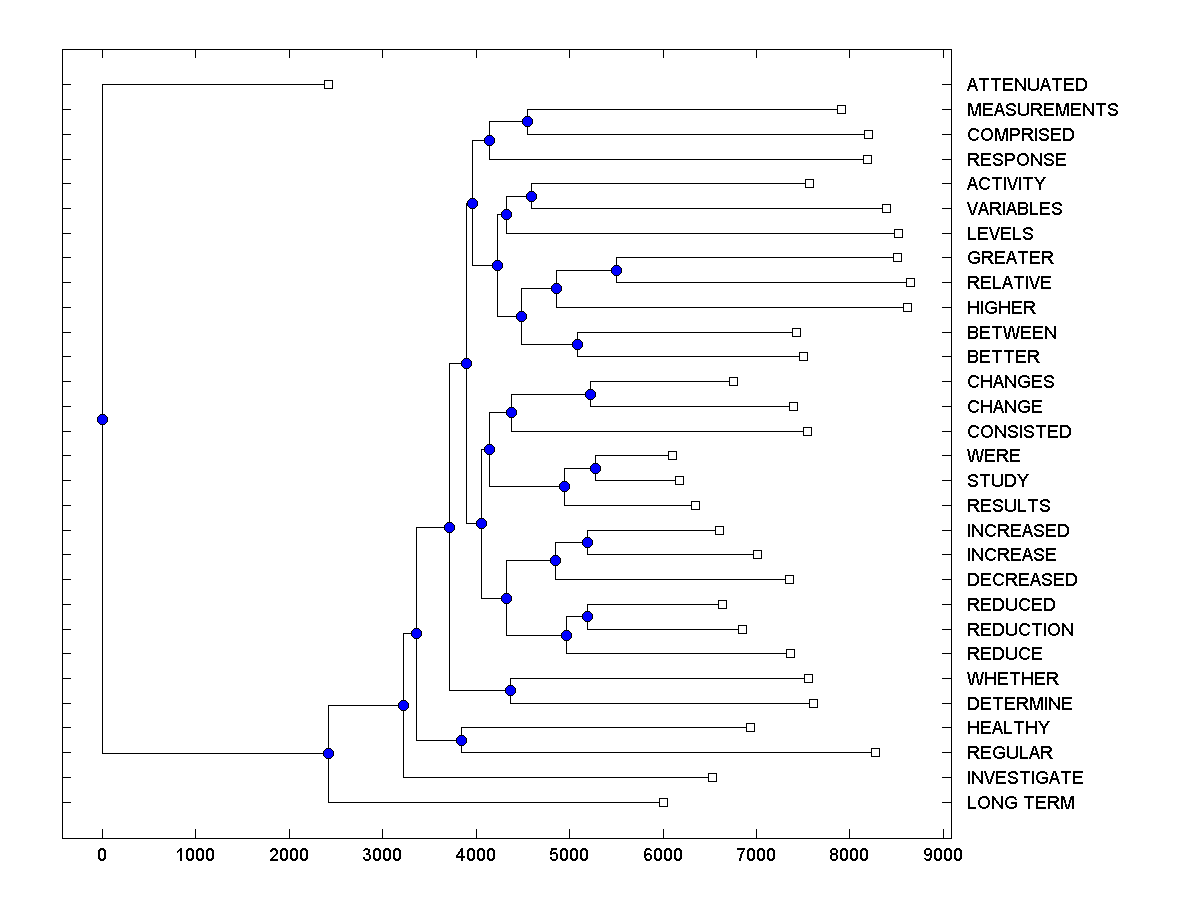 ATTENUATED
MEASUREMENTS
COMPRISED
RESPONSE
ACTIVITY
VARIABLES
LEVELS
GREATER
RELATIVE
HIGHER
BETWEEN
BETTER
CHANGES
CHANGE
CONSISTED
WERE
STUDY
RESULTS
INCREASED
INCREASE
DECREASED
REDUCED
REDUCTION
REDUCE
WHETHER
DETERMINE
HEALTHY
REGULAR
INVESTIGATE
LONG TERM
0 1000 2000 3000 4000 5000 6000 7000 8000 9000